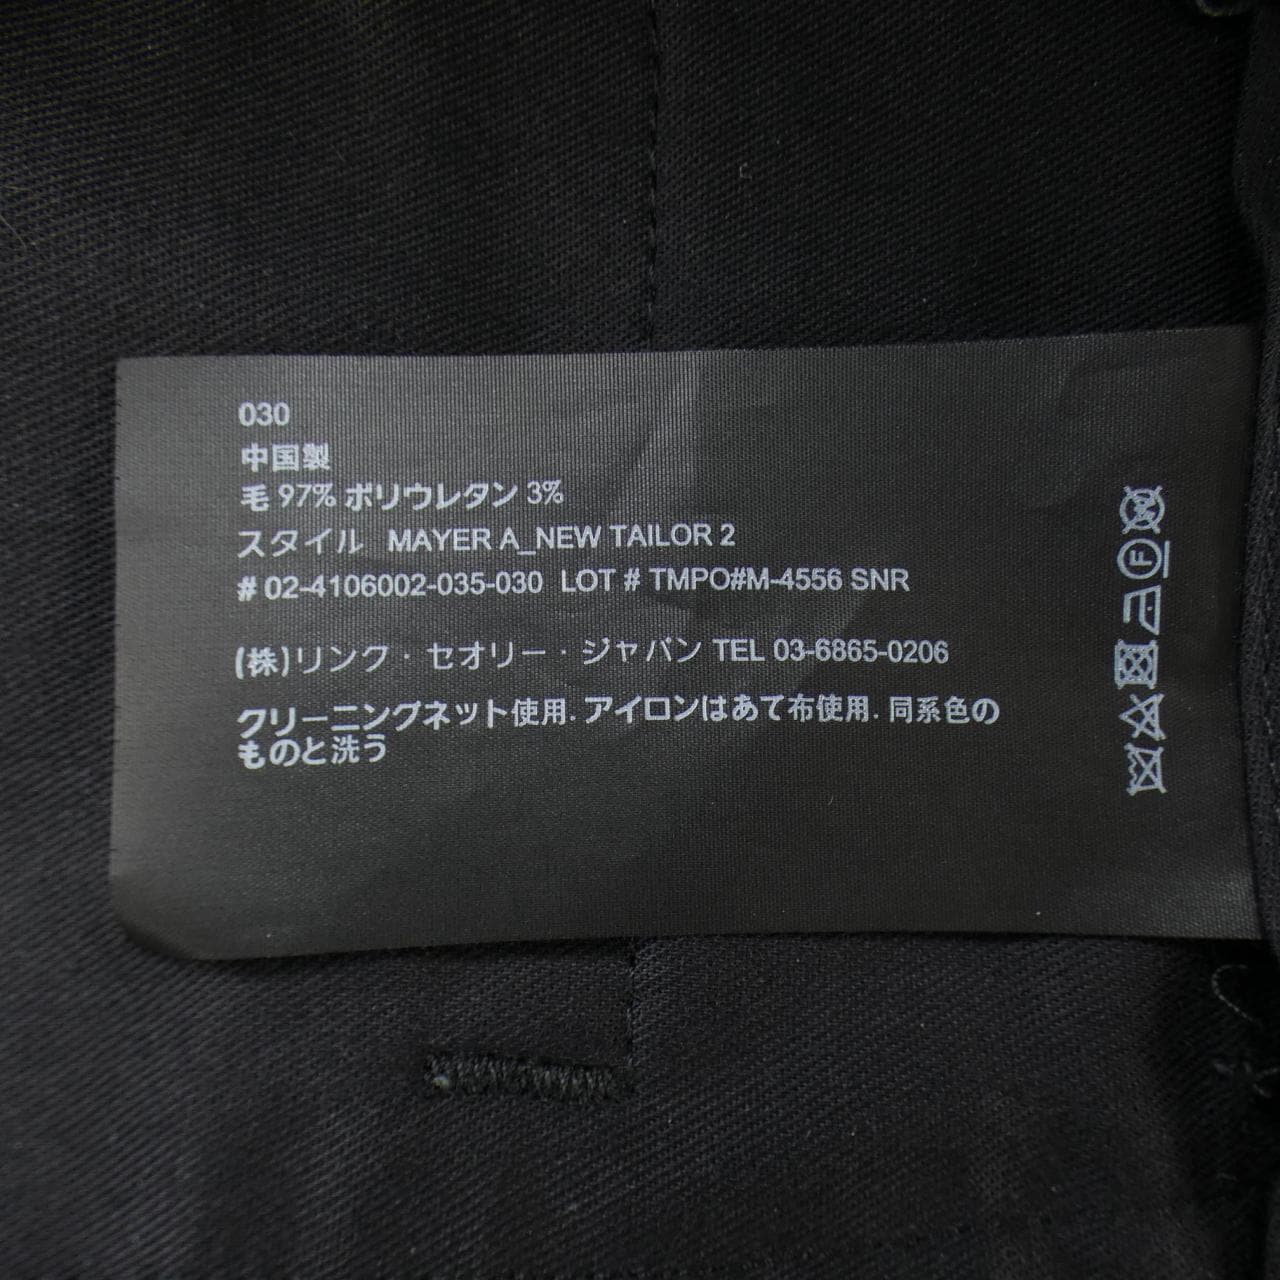 030
中国製
毛 97% ポリウレタン 3%
スタイル MAYER A_NEW TAILOR 2
# 02-4106002-035-030 LOT # TMPO#M-4556 SNR
(株)リンク・セオリー・ジャパン TEL 03-6865-0206
クリーニングネット使用. アイロンはあて布使用. 同系色の
ものと洗う
F